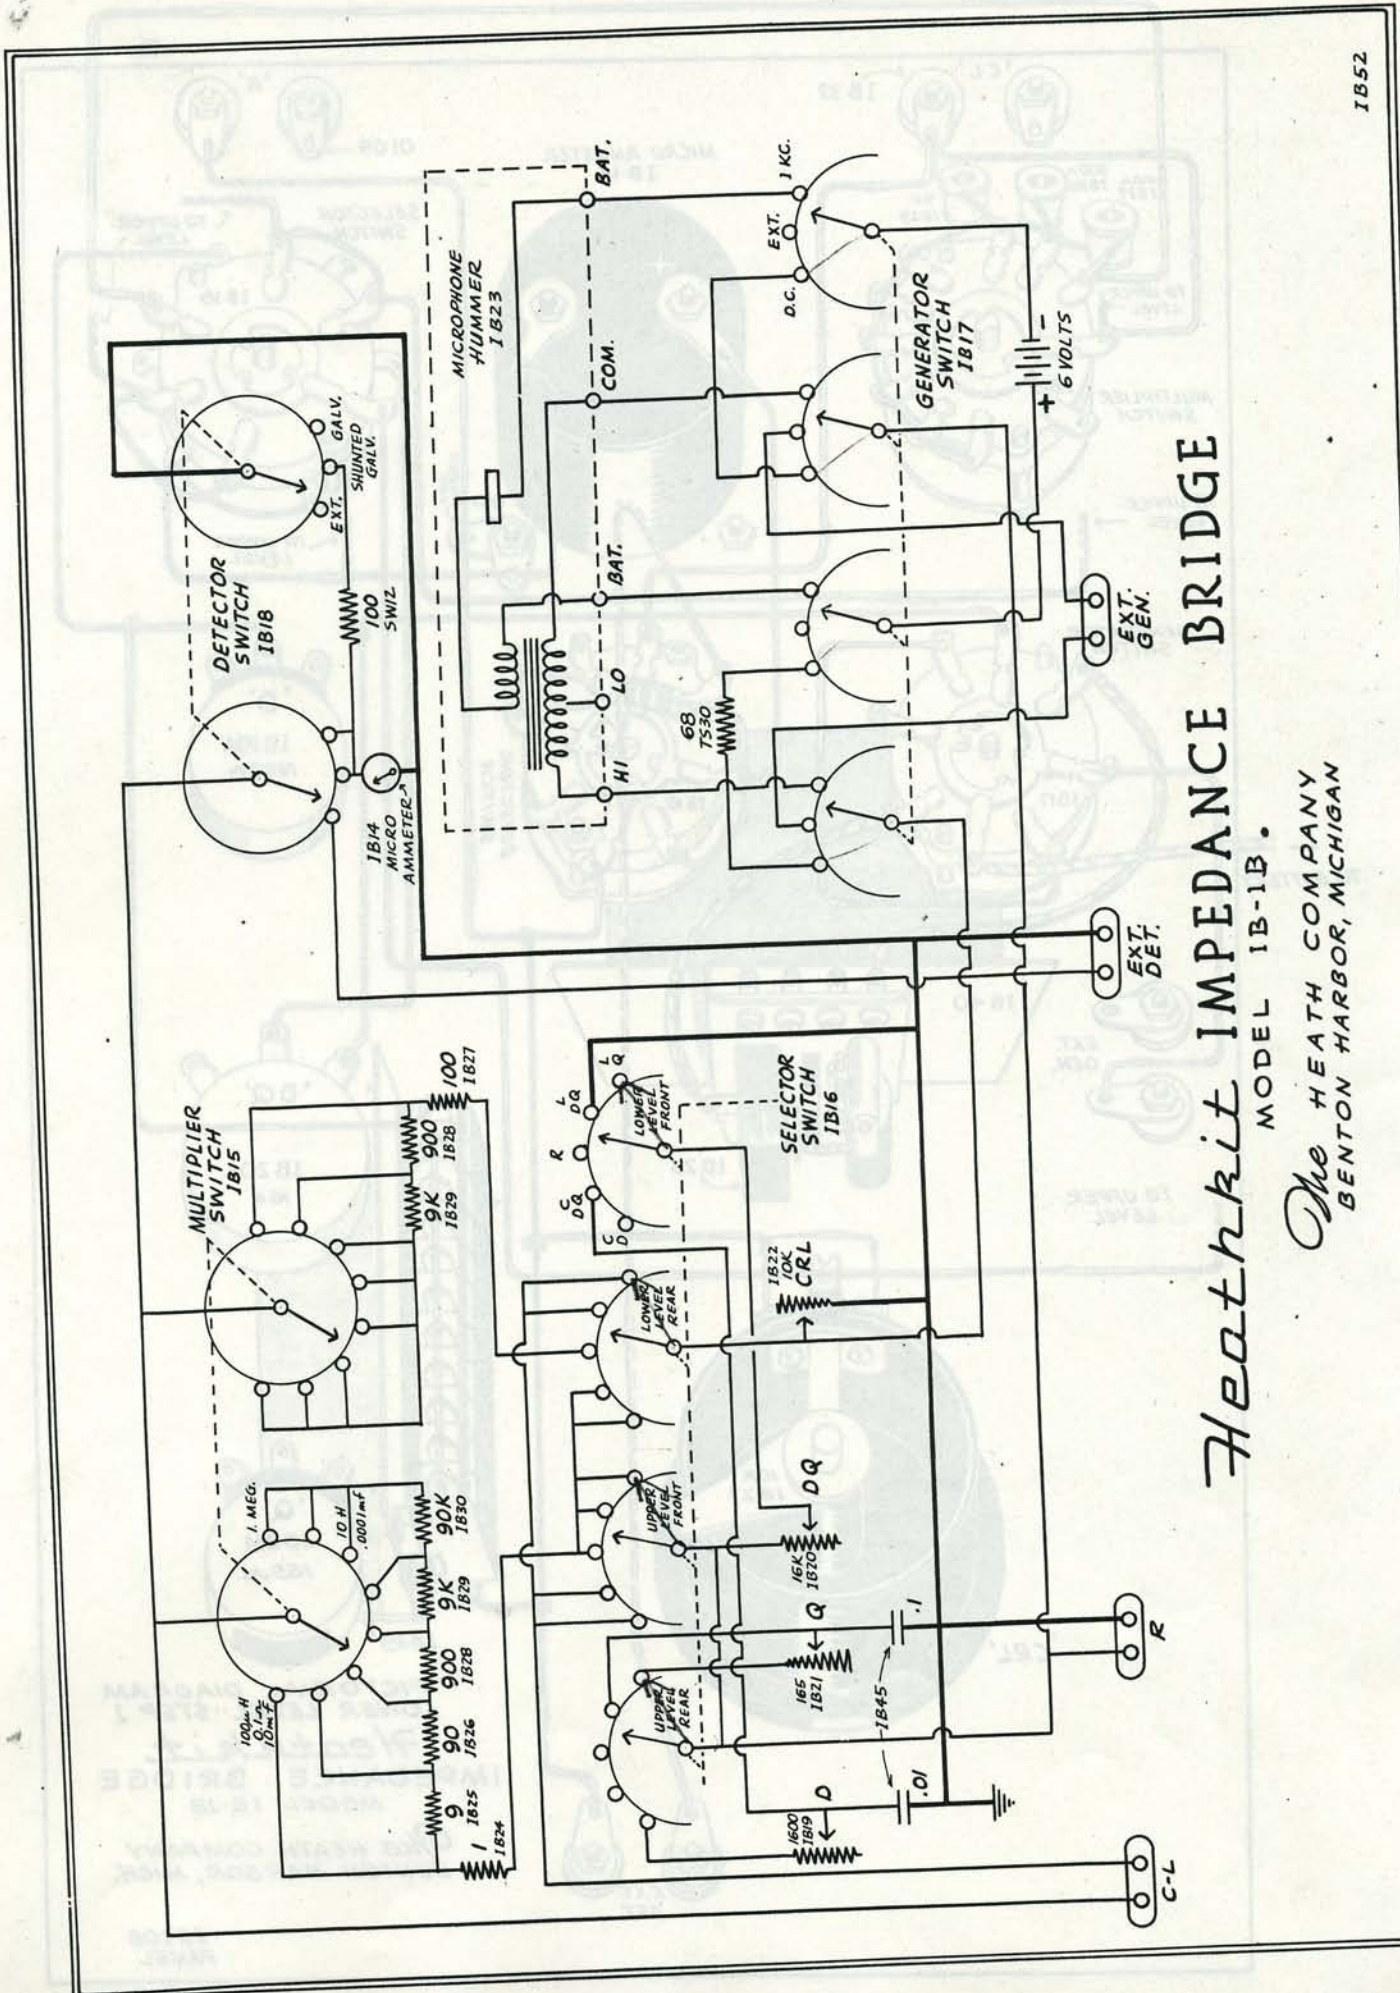 IB52
DETECTOR
SWITCH
IB18
EXT.
SHUNTED
GALV.
GALV.
100
SW12
IB14
MICRO
AMMETER
MICROPHONE
HUMMER
IB23
BAT.
COM.
BAT.
LO
HI
68
TS30
D.C.
EXT.
1 KC.
GENERATOR
SWITCH
IB17
+
-
6 VOLTS
EXT.
GEN.
EXT.
DET.
MULTIPLIER
SWITCH
IB15
100μH
0.1Ω
10mf
1. MEG.
10 H
.0001mf
1
IB24
9
IB25
90
IB26
900
IB28
9K
IB29
90K
IB30
9K
IB29
900
IB28
100
IB27
UPPER
LEVEL
REAR
UPPER
LEVEL
FRONT
LOWER
LEVEL
REAR
LOWER
LEVEL
FRONT
C
D
C
DQ
R
L
DQ
L
Q
SELECTOR
SWITCH
IB16
1600
IB19
D
165
IB21
Q
16K
IB20
DQ
IB22
10K
CRL
.01
IB45
.1
C-L
R
Heathkit IMPEDANCE BRIDGE
MODEL IB-1B.
The HEATH COMPANY
BENTON HARBOR, MICHIGAN